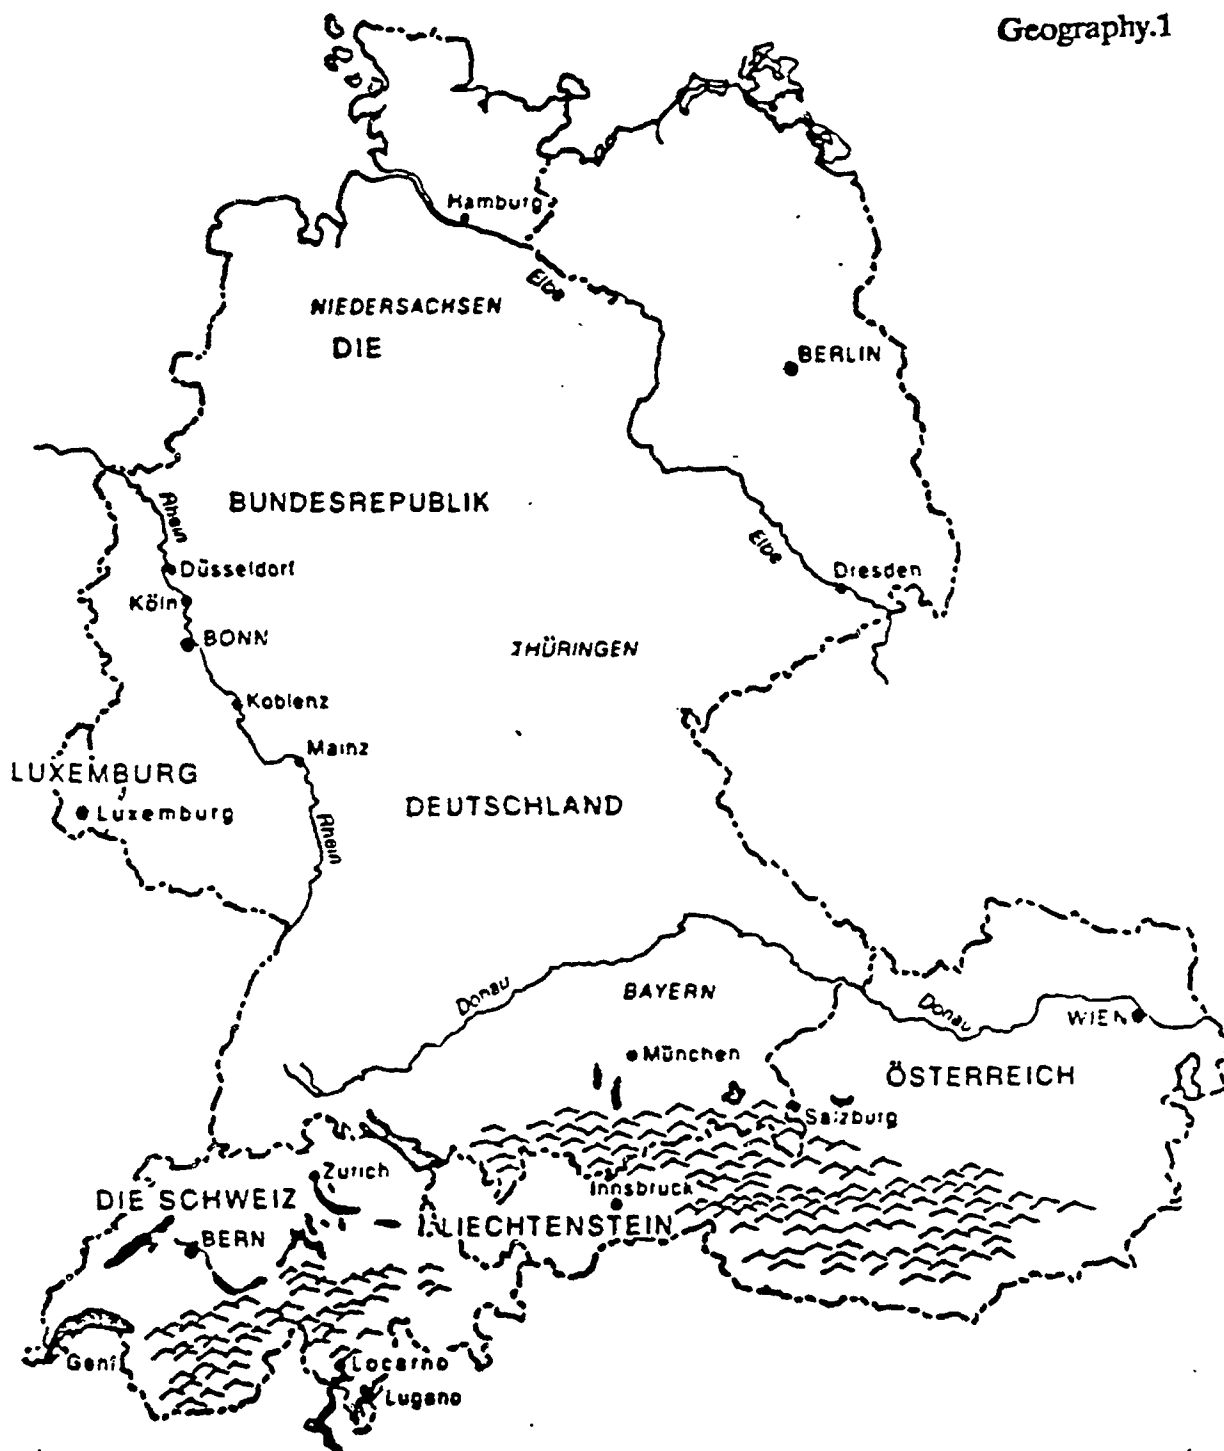 Geography.1
Hamburg
Elbe
NIEDERSACHSEN
DIE
BERLIN
Rhein
BUNDESREPUBLIK
Elbe
Düsseldorf
Dresden
Köln
BONN
THÜRINGEN
Koblenz
Mainz
LUXEMBURG
DEUTSCHLAND
Luxemburg
Rhein
Donau
BAYERN
Donau
WIEN
München
ÖSTERREICH
Salzburg
Zurich
Innsbruck
DIE SCHWEIZ
LIECHTENSTEIN
BERN
Genf
Locarno
Lugano